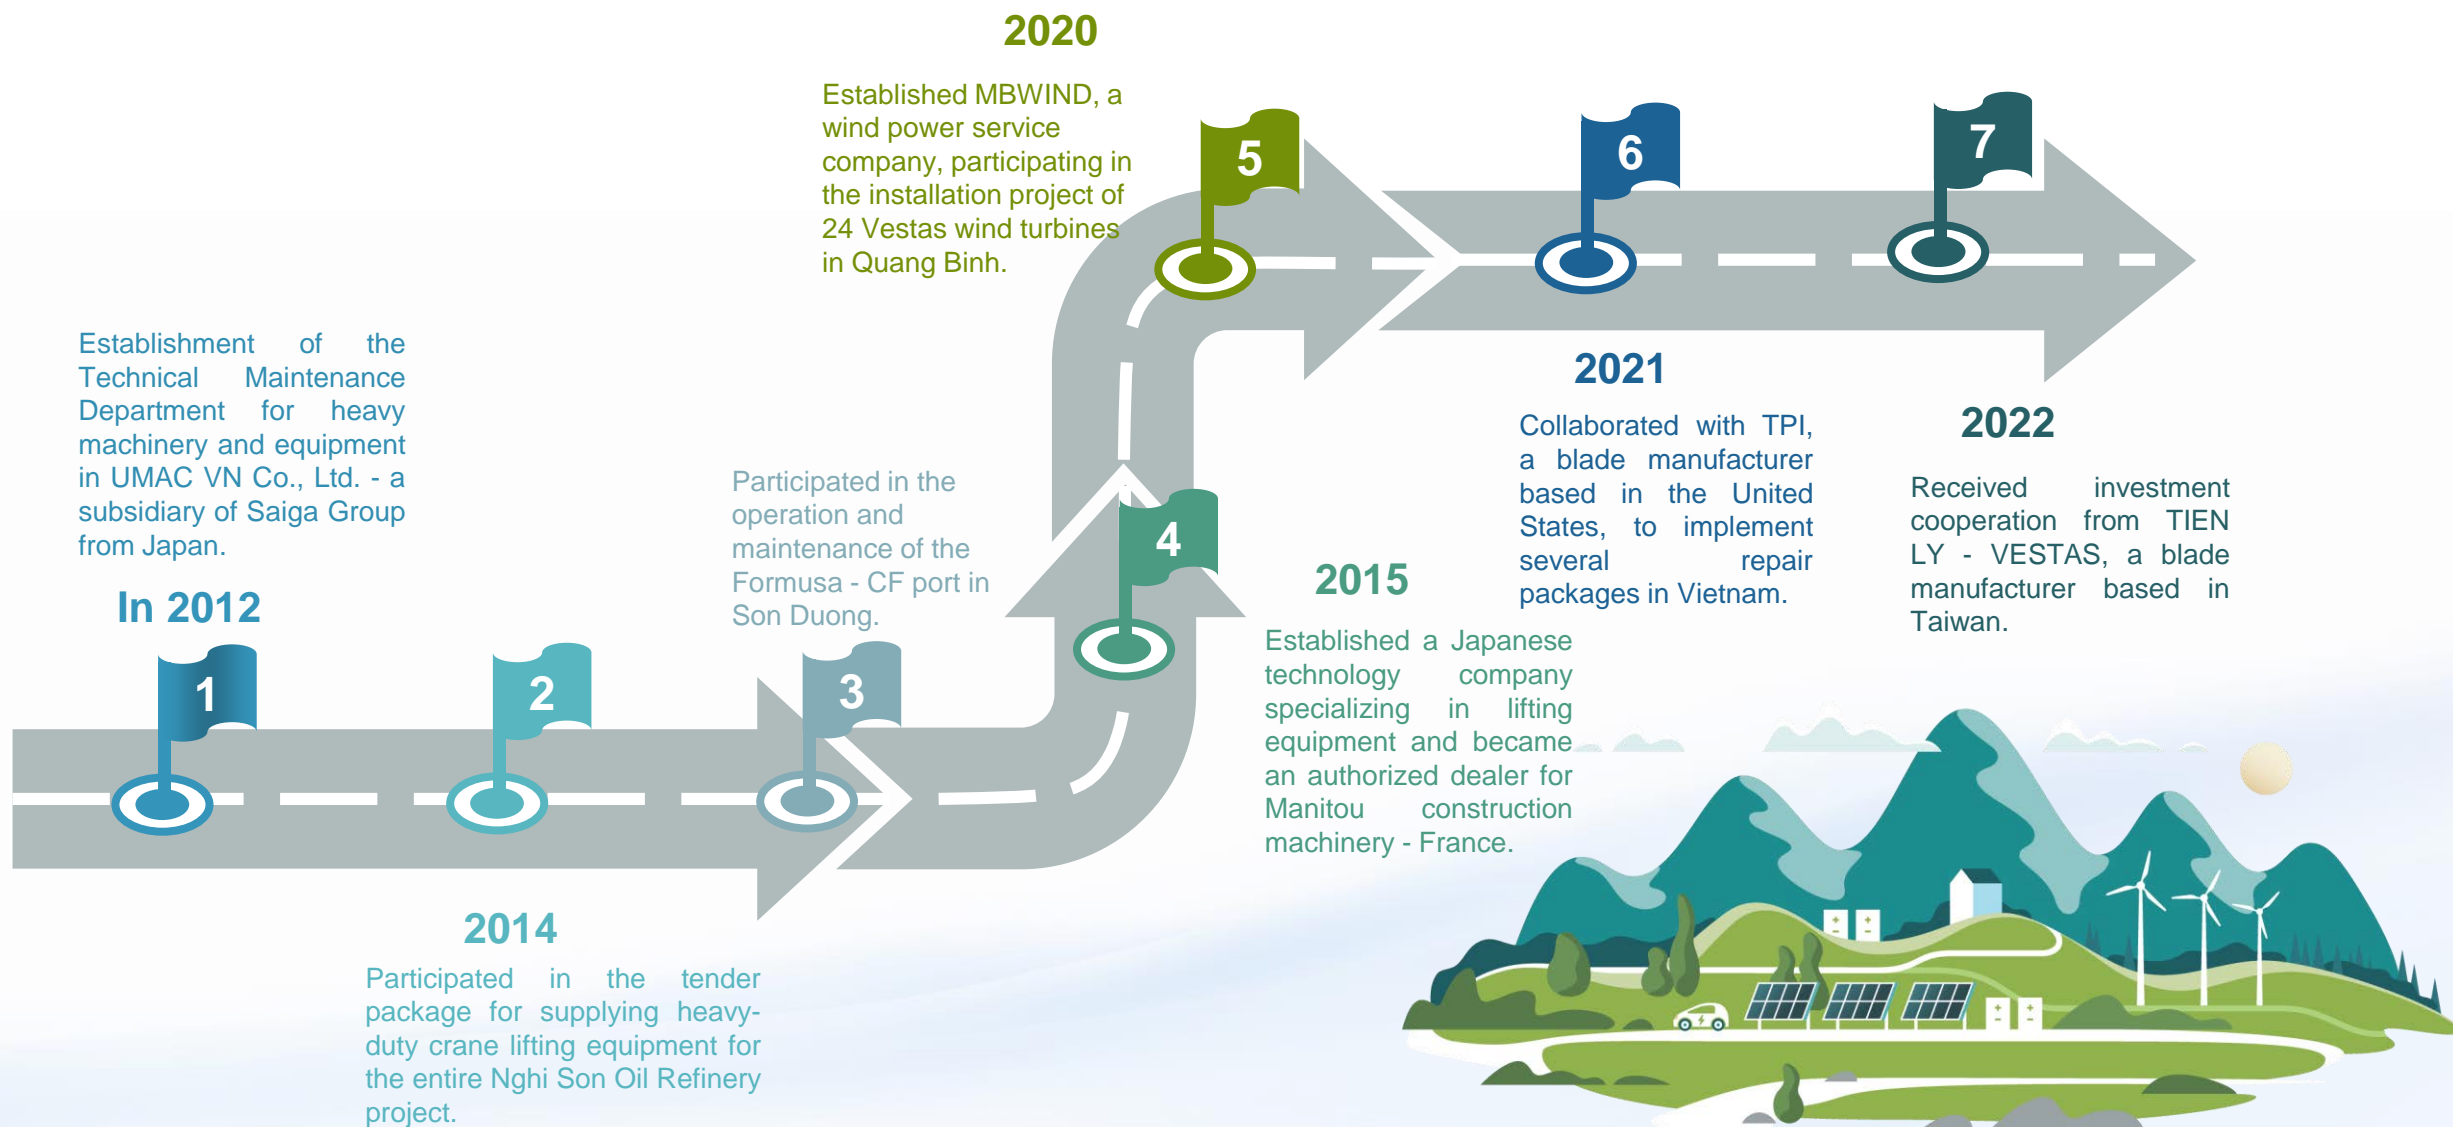 In 2012
Establishment of the
Technical Maintenance
Department for heavy
machinery and equipment
in UMAC VN Co., Ltd. - a
subsidiary of Saiga Group
from Japan.
1
2
2014
Participated in the tender
package for supplying heavy-
duty crane lifting equipment for
the entire Nghi Son Oil Refinery
project.
3
Participated in the
operation and
maintenance of the
Formusa - CF port in
Son Duong.
4
2015
Established a Japanese
technology company
specializing in lifting
equipment and became
an authorized dealer for
Manitou construction
machinery - France.
2020
Established MBWIND, a
wind power service
company, participating in
the installation project of
24 Vestas wind turbines
in Quang Binh.
5
6
2021
Collaborated with TPI,
a blade manufacturer
based in the United
States, to implement
several repair
packages in Vietnam.
7
2022
Received investment
cooperation from TIEN
LY - VESTAS, a blade
manufacturer based in
Taiwan.